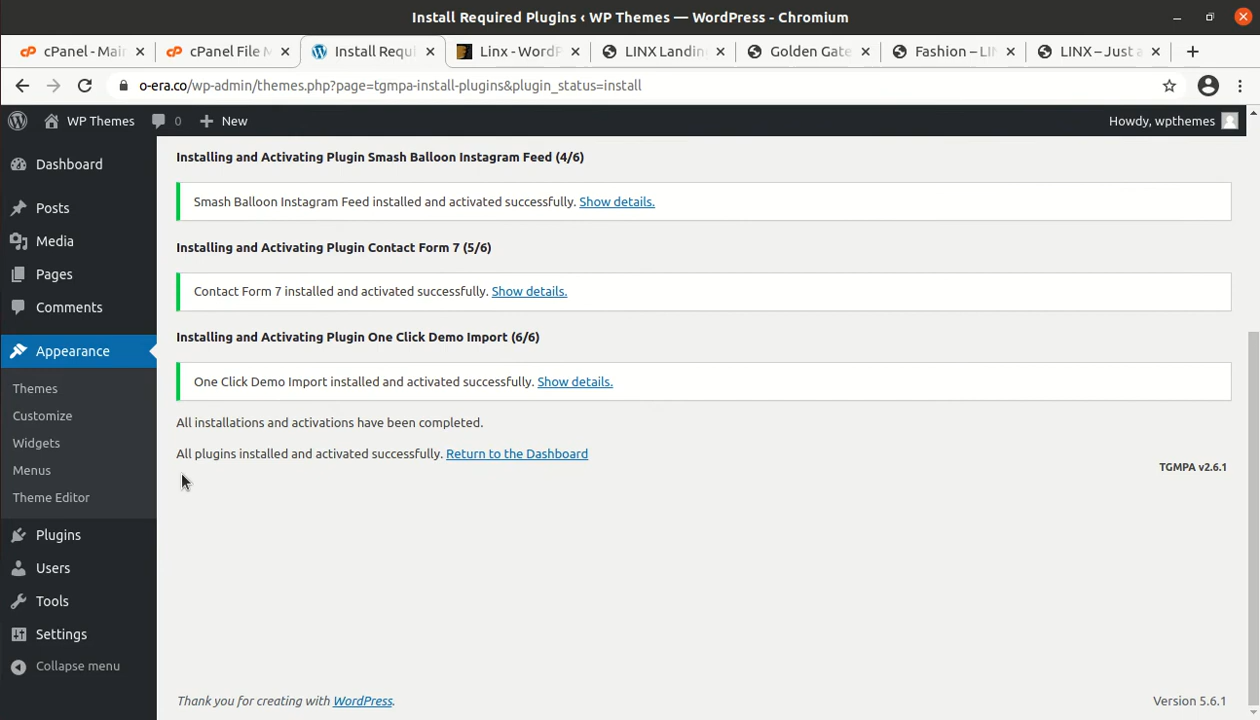 Install Required Plugins ‹ WP Themes — WordPress - Chromium
cPanel - Main
cPanel File M
Install Requi
Linx - WordP
LINX Landin
Golden Gate
Fashion – LIN
LINX – Just a
o-era.co/wp-admin/themes.php?page=tgmpa-install-plugins&plugin_status=install
WP Themes
0
New
Howdy, wpthemes
Dashboard
Posts
Media
Pages
Comments
Appearance
Themes
Customize
Widgets
Menus
Theme Editor
Plugins
Users
Tools
Settings
Collapse menu
Installing and Activating Plugin Smash Balloon Instagram Feed (4/6)
Smash Balloon Instagram Feed installed and activated successfully. Show details.
Installing and Activating Plugin Contact Form 7 (5/6)
Contact Form 7 installed and activated successfully. Show details.
Installing and Activating Plugin One Click Demo Import (6/6)
One Click Demo Import installed and activated successfully. Show details.
All installations and activations have been completed.
All plugins installed and activated successfully. Return to the Dashboard
TGMPA v2.6.1
Thank you for creating with WordPress.
Version 5.6.1